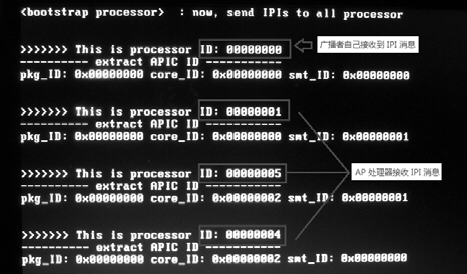 <bootstrap processor>  : now, send IPIs to all processor
>>>>>>> This is processor ID: 00000000
广播者自己接收到 IPI 消息
---------- extract APIC ID ------------
pkg_ID: 0x00000000 core_ID: 0x00000000 smt_ID: 0x00000000
>>>>>>> This is processor ID: 00000001
---------- extract APIC ID ------------
pkg_ID: 0x00000000 core_ID: 0x00000000 smt_ID: 0x00000001
>>>>>>> This is processor ID: 00000005
AP 处理器接收 IPI 消息
---------- extract APIC ID ------------
pkg_ID: 0x00000000 core_ID: 0x00000002 smt_ID: 0x00000001
>>>>>>> This is processor ID: 00000004
---------- extract APIC ID ------------
pkg_ID: 0x00000000 core_ID: 0x00000002 smt_ID: 0x00000000